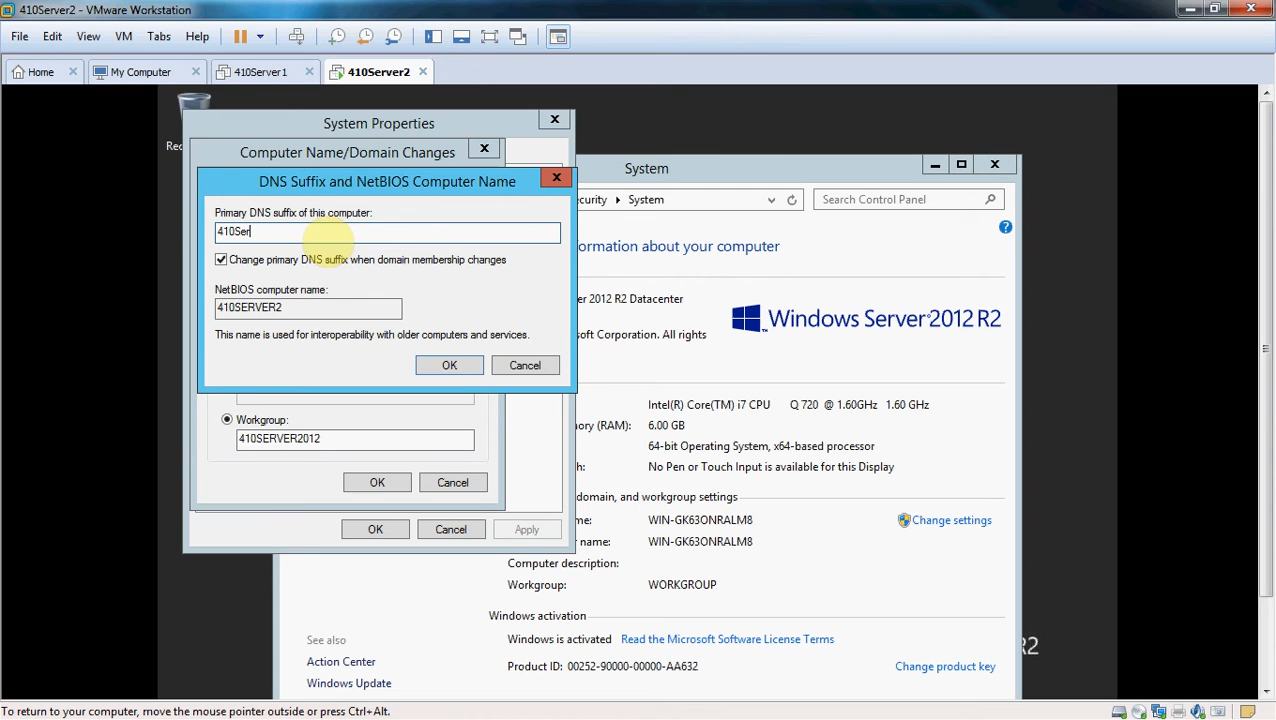 410Server2 - VMware Workstation
File Edit View VM Tabs Help
Home My Computer 410Server1 410Server2
System Properties
Computer Name/Domain Changes
DNS Suffix and NetBIOS Computer Name
Primary DNS suffix of this computer:
410Ser
Change primary DNS suffix when domain membership changes
NetBIOS computer name:
410SERVER2
This name is used for interoperability with older computers and services.
OK Cancel
Workgroup:
410SERVER2012
OK Cancel
OK Cancel Apply
System
System
Search Control Panel
information about your computer
2012 R2 Datacenter
Corporation. All rights
Windows Server 2012 R2
Intel(R) Core(TM) i7 CPU Q 720 @ 1.60GHz 1.60 GHz
(RAM): 6.00 GB
64-bit Operating System, x64-based processor
No Pen or Touch Input is available for this Display
domain, and workgroup settings
WIN-GK63ONRALM8 Change settings
name: WIN-GK63ONRALM8
Computer description:
Workgroup: WORKGROUP
Windows activation
Windows is activated Read the Microsoft Software License Terms
Product ID: 00252-90000-00000-AA632 Change product key
See also
Action Center
Windows Update
R2
To return to your computer, move the mouse pointer outside or press Ctrl+Alt.